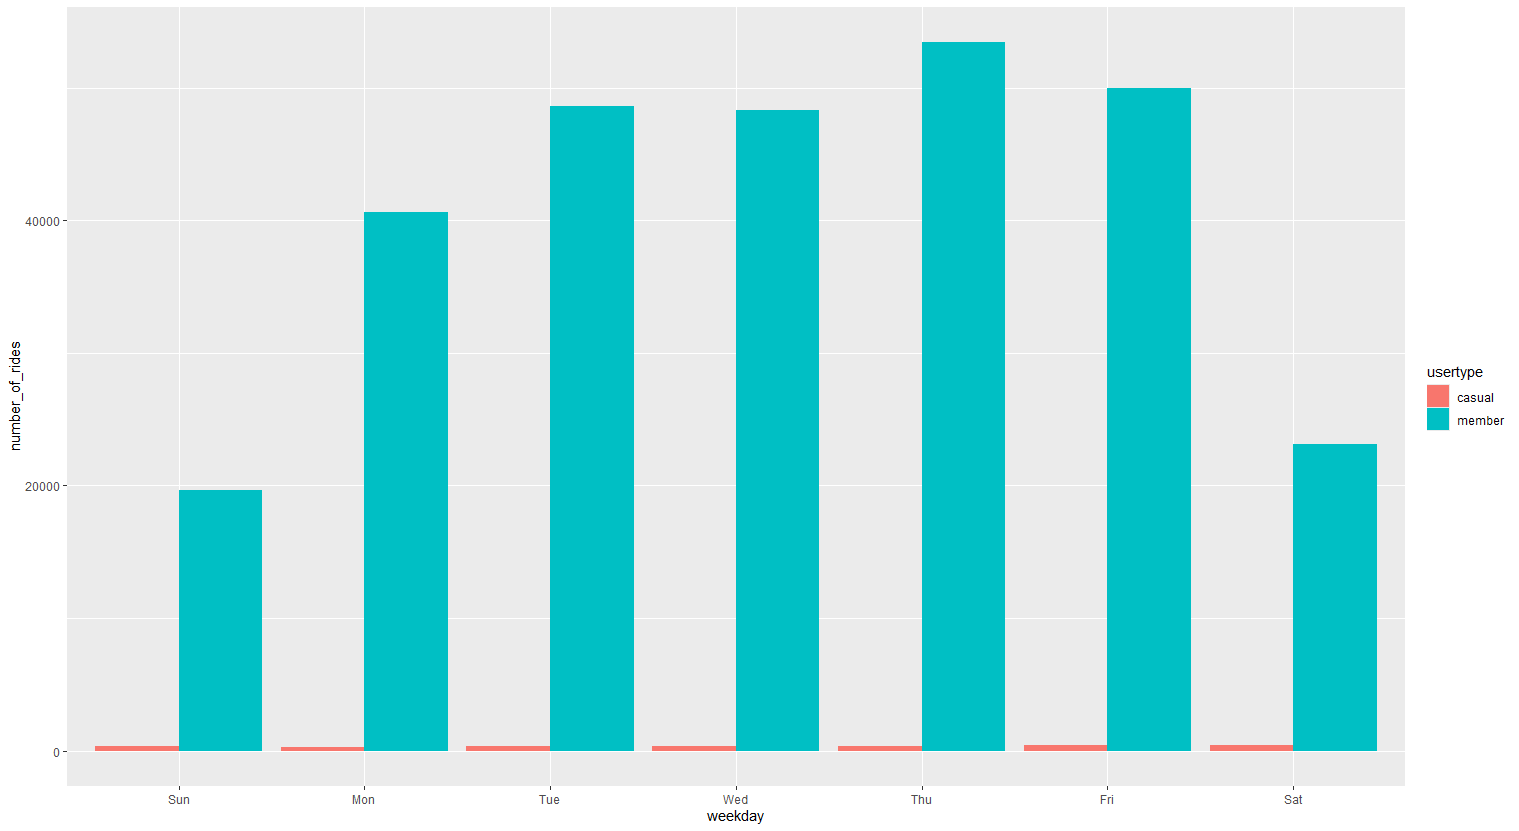 number_of_rides
40000
20000
0
Sun Mon Tue Wed Thu Fri Sat
weekday
usertype
casual
member